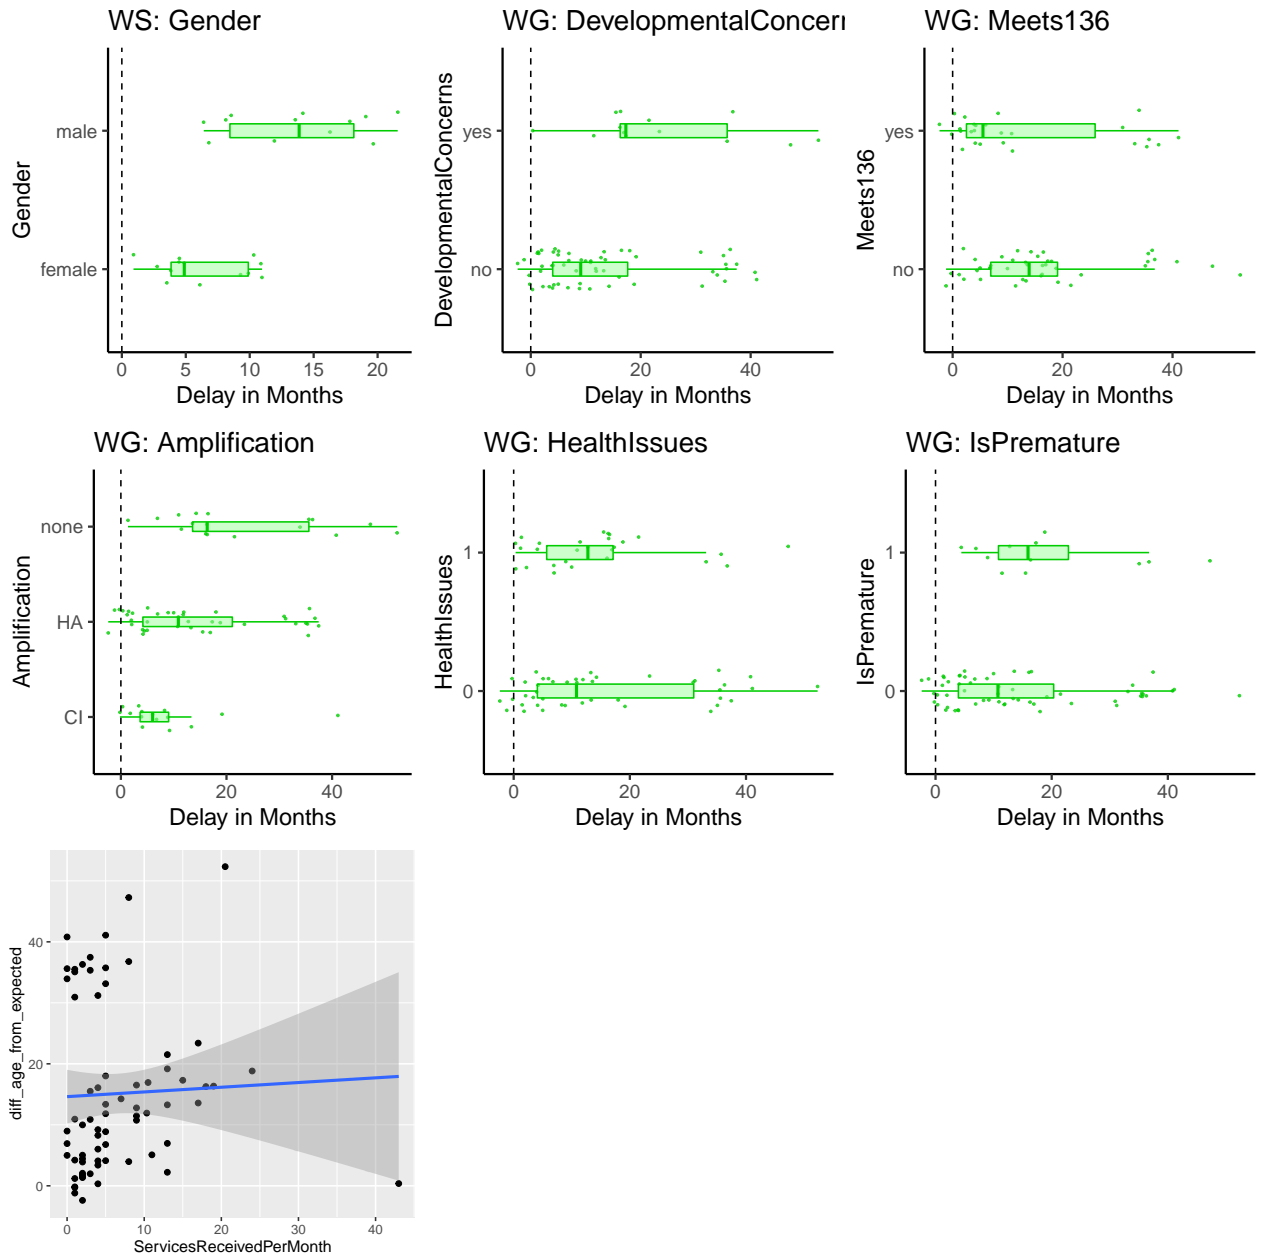 WS: Gender
Gender
male
female
0 5 10 15 20
Delay in Months
WG: DevelopmentalConcern
DevelopmentalConcerns
yes
no
0 20 40
Delay in Months
WG: Meets136
Meets136
yes
no
0 20 40
Delay in Months
WG: Amplification
Amplification
none
HA
CI
0 20 40
Delay in Months
WG: HealthIssues
HealthIssues
1
0
0 20 40
Delay in Months
WG: IsPremature
IsPremature
1
0
0 20 40
Delay in Months
diff_age_from_expected
40
20
0
0 10 20 30 40
ServicesReceivedPerMonth